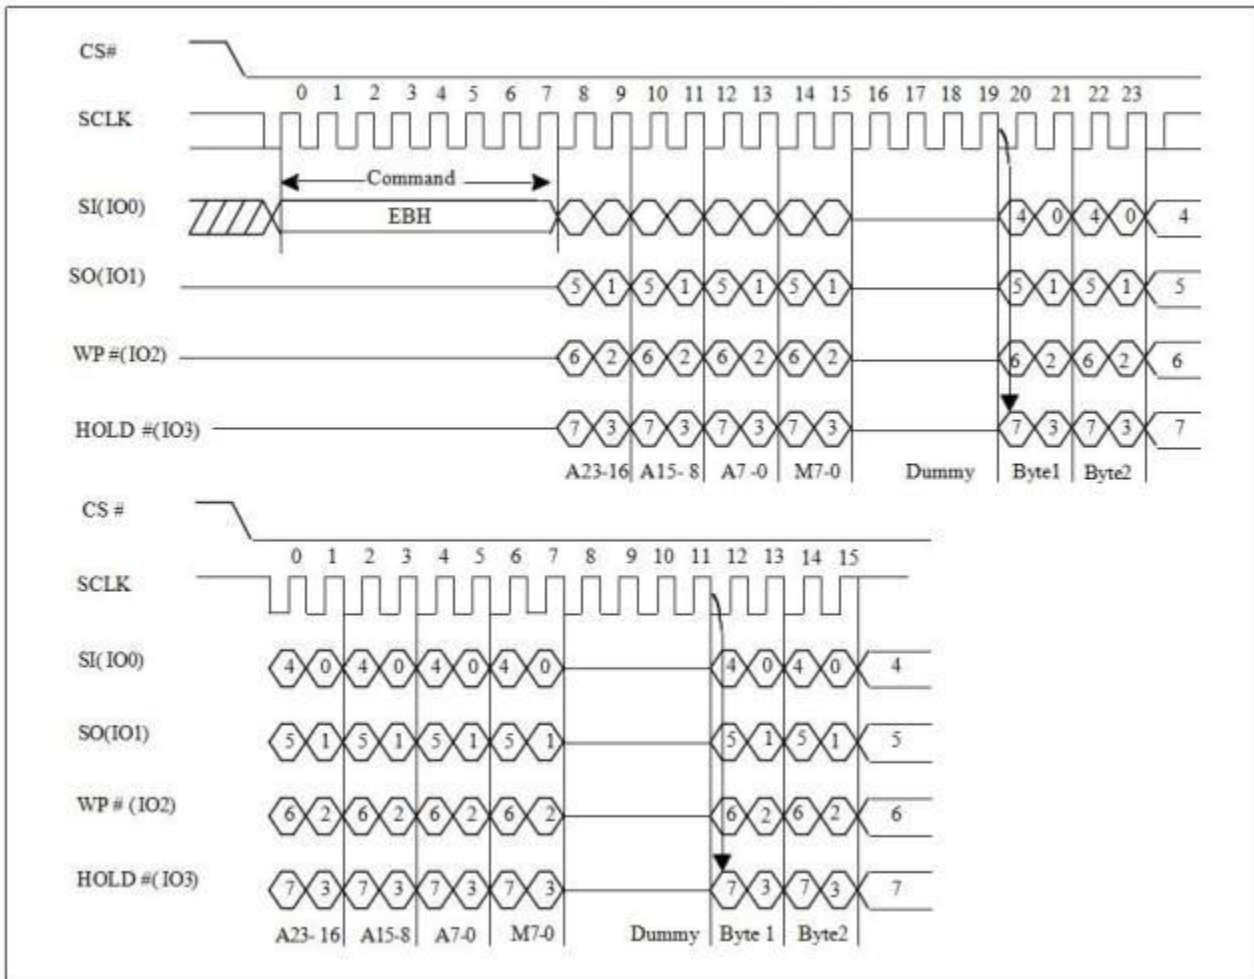 CS#
0 1 2 3 4 5 6 7 8 9 10 11 12 13 14 15 16 17 18 19 20 21 22 23
SCLK
Command
SI(IO0) EBH 4 0 4 0 4
SO(IO1) 5 1 5 1 5 1 5 1 5 1 5 1 5
WP #(IO2) 6 2 6 2 6 2 6 2 6 2 6 2 6
HOLD #(IO3) 7 3 7 3 7 3 7 3 7 3 7 3 7
A23-16 A15- 8 A7 -0 M7-0 Dummy Byte1 Byte2
CS #
0 1 2 3 4 5 6 7 8 9 10 11 12 13 14 15
SCLK
SI( IO0) 4 0 4 0 4 0 4 0 4 0 4 0 4
SO(IO1) 5 1 5 1 5 1 5 1 5 1 5 1 5
WP # (IO2) 6 2 6 2 6 2 6 2 6 2 6 2 6
HOLD #( IO3) 7 3 7 3 7 3 7 3 7 3 7 3 7
A23- 16 A15-8 A7-0 M7-0 Dummy Byte 1 Byte2